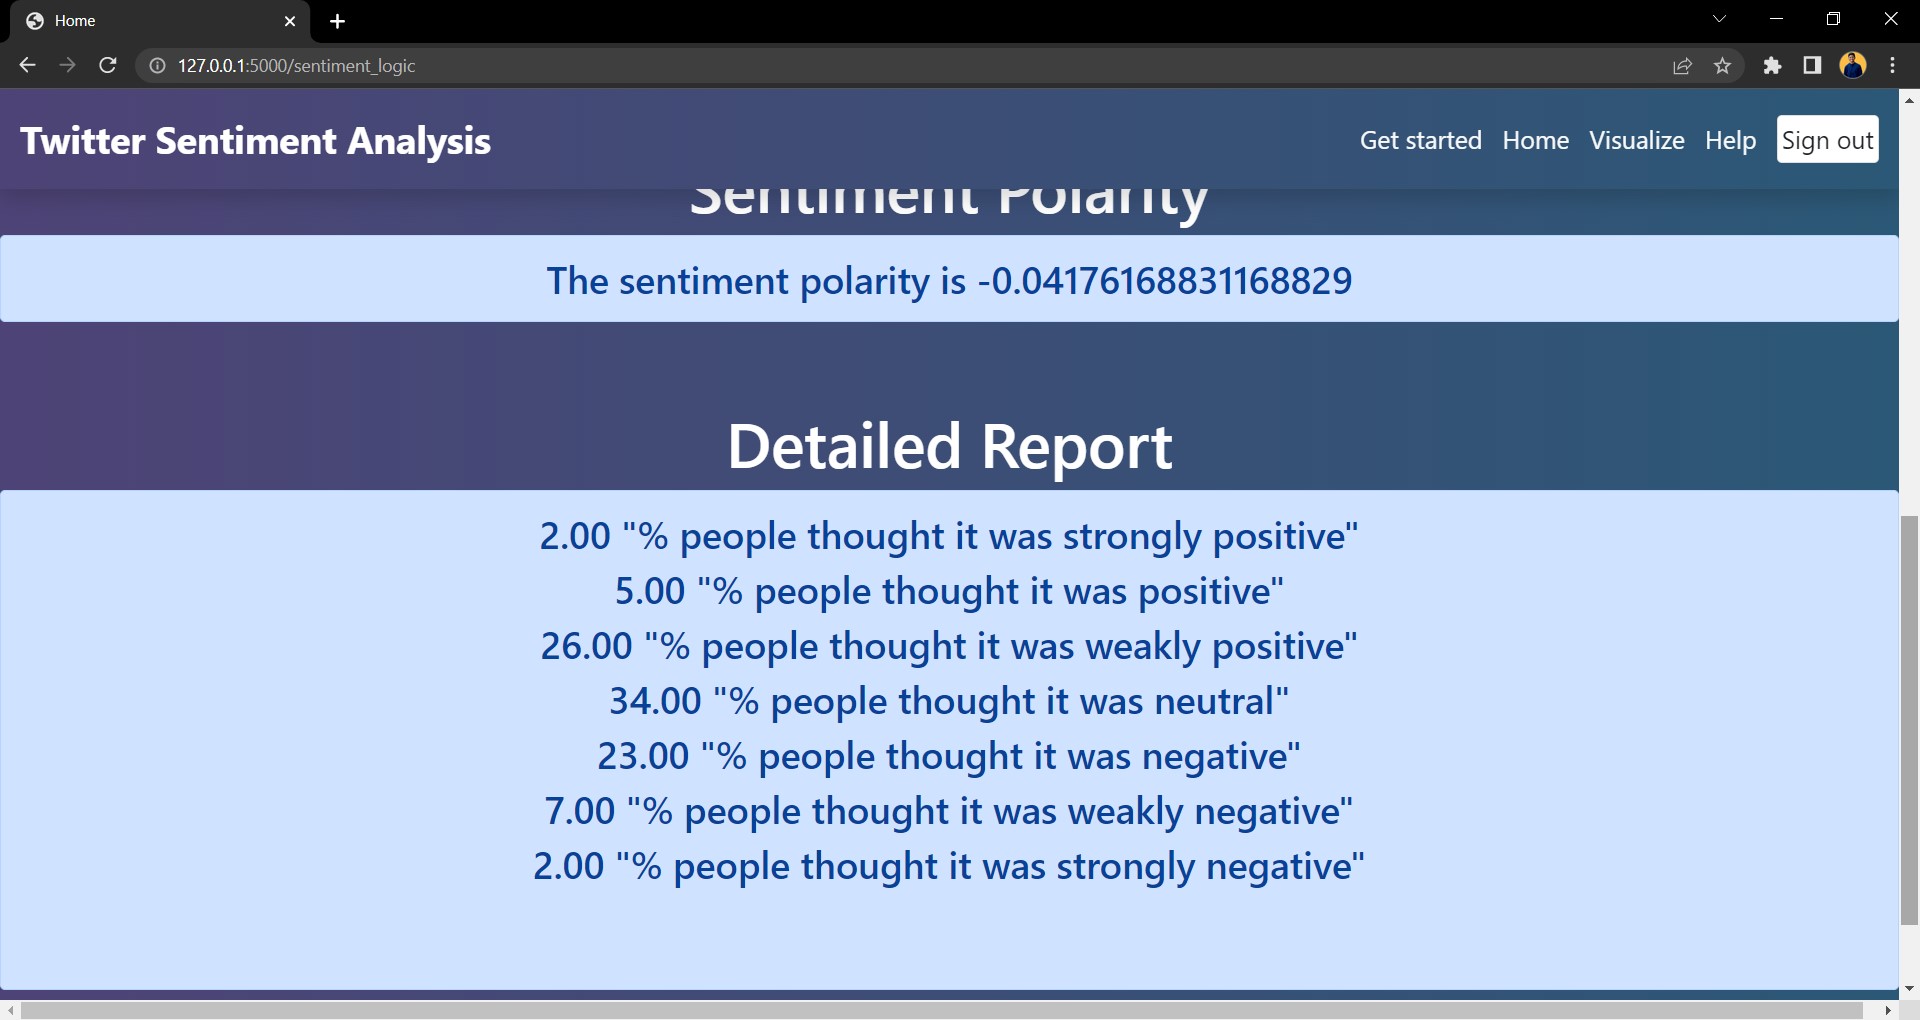 Home
127.0.0.1:5000/sentiment_logic
Twitter Sentiment Analysis
Get started Home Visualize Help Sign out
Sentiment Polarity
The sentiment polarity is -0.04176168831168829
Detailed Report
2.00 "% people thought it was strongly positive"
5.00 "% people thought it was positive"
26.00 "% people thought it was weakly positive"
34.00 "% people thought it was neutral"
23.00 "% people thought it was negative"
7.00 "% people thought it was weakly negative"
2.00 "% people thought it was strongly negative"